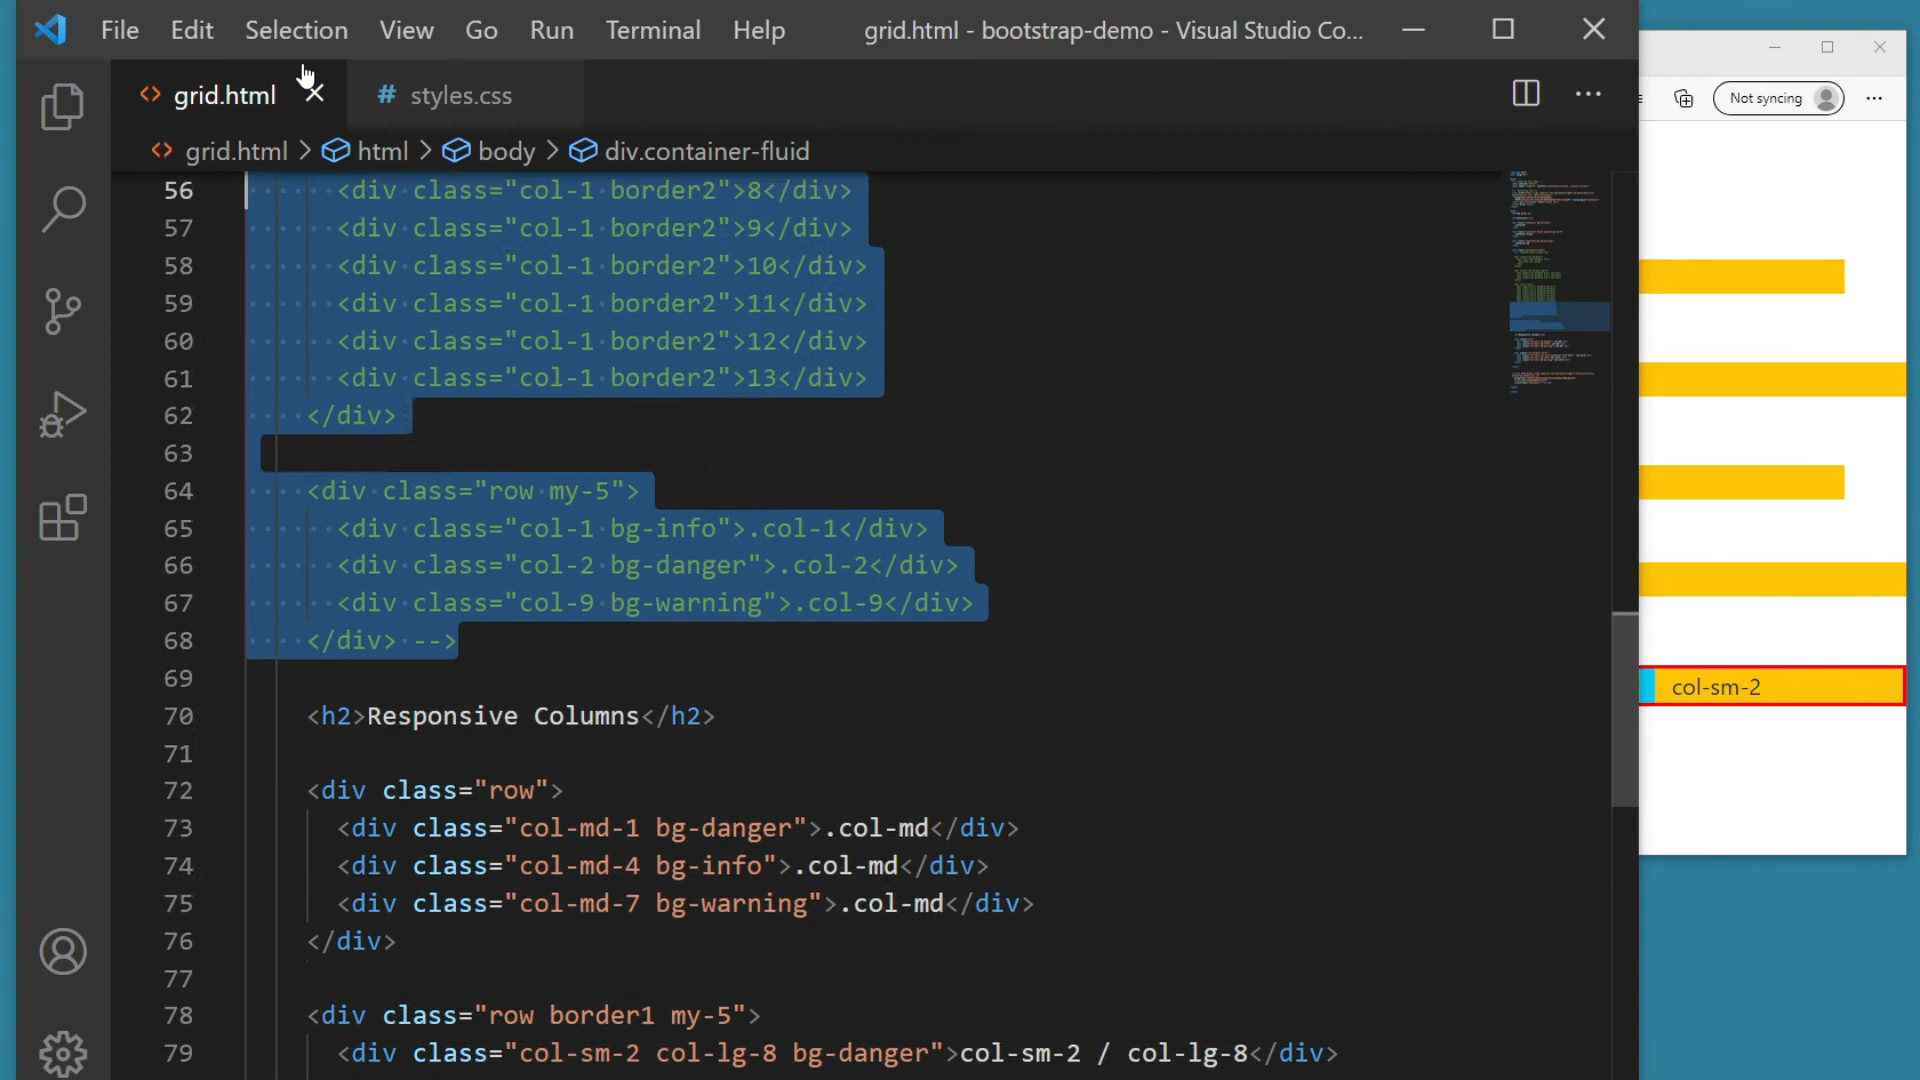 File Edit Selection View Go Run Terminal Help grid.html - bootstrap-demo - Visual Studio Co...
grid.html # styles.css
Not syncing
grid.html > html > body > div.container-fluid
56 <div class="col-1 border2">8</div>
57 <div class="col-1 border2">9</div>
58 <div class="col-1 border2">10</div>
59 <div class="col-1 border2">11</div>
60 <div class="col-1 border2">12</div>
61 <div class="col-1 border2">13</div>
62 </div>
63
64 <div class="row my-5">
65 <div class="col-1 bg-info">.col-1</div>
66 <div class="col-2 bg-danger">.col-2</div>
67 <div class="col-9 bg-warning">.col-9</div>
68 </div> -->
69
col-sm-2
70 <h2>Responsive Columns</h2>
71
72 <div class="row">
73 <div class="col-md-1 bg-danger">.col-md</div>
74 <div class="col-md-4 bg-info">.col-md</div>
75 <div class="col-md-7 bg-warning">.col-md</div>
76 </div>
77
78 <div class="row border1 my-5">
79 <div class="col-sm-2 col-lg-8 bg-danger">col-sm-2 / col-lg-8</div>